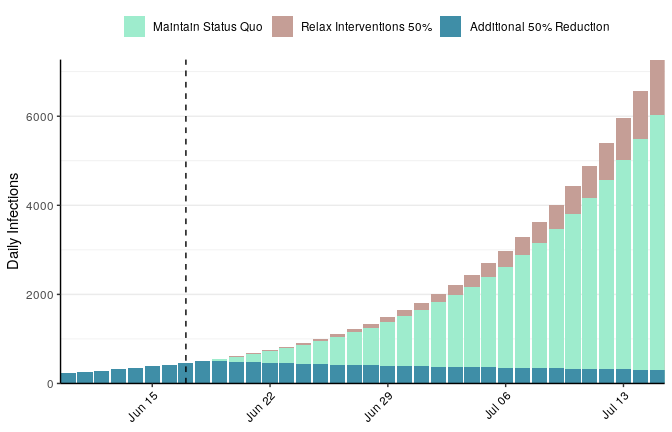 Maintain Status Quo Relax Interventions 50% Additional 50% Reduction
Daily Infections
6000
4000
2000
0
Jun 15 Jun 22 Jun 29 Jul 06 Jul 13